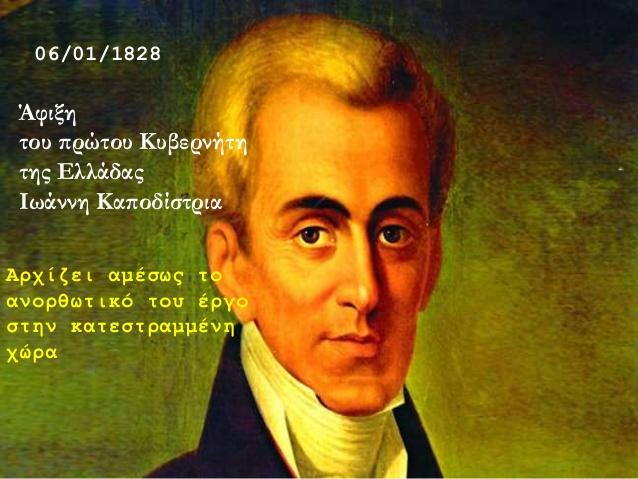 06/01/1828
Ἄφιξη
του πρώτου Κυβερνήτη
της Ελλάδας
Ιωάννη Καποδίστρια
Αρχίζει αμέσως το
ανορθωτικό του έργο
στην κατεστραμμένη
χώρα